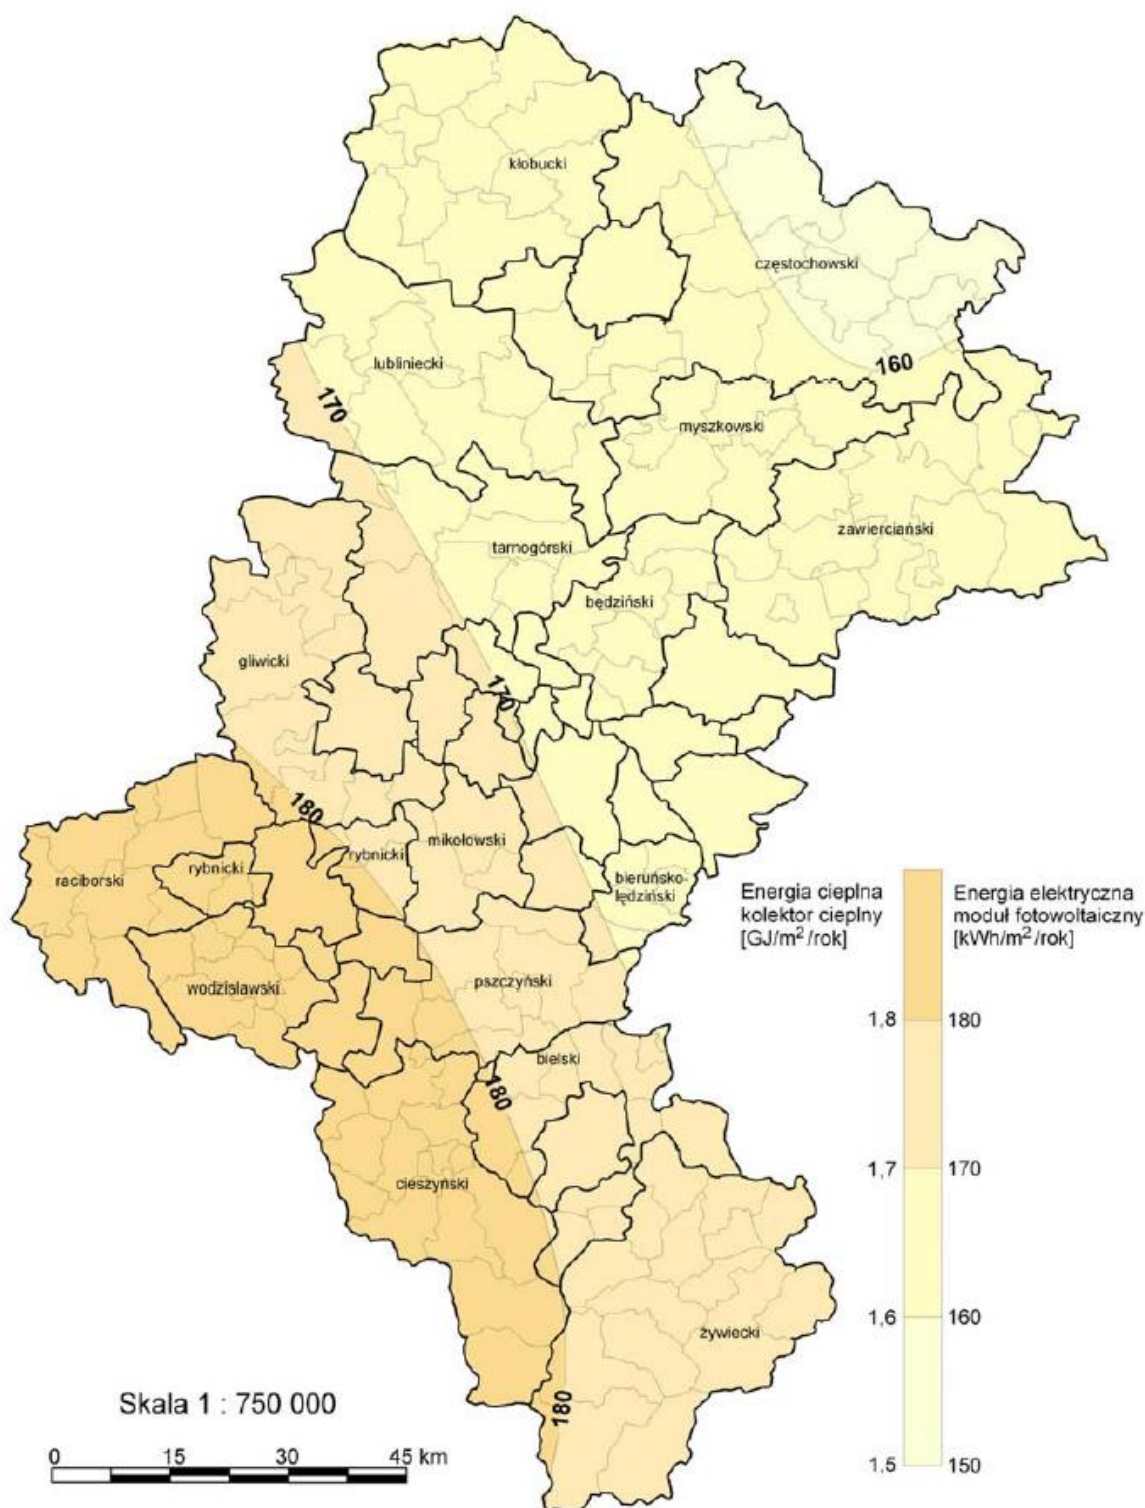 kłobucki
częstochowski
160
lubliniecki
170
myszkowski
zawierciański
tarnogórski
będziński
gliwicki
170
180
mikołowski
rybnicki
rybnicki
raciborski
bieruńsko-
lędziński
wodzisławski
pszczyński
bielski
180
cieszyński
żywiecki
180
Energia cieplna
kolektor cieplny
[GJ/m²/rok]
Energia elektryczna
moduł fotowoltaiczny
[kWh/m²/rok]
1,8 180
1,7 170
1,6 160
1,5 150
Skala 1 : 750 000
0 15 30 45 km